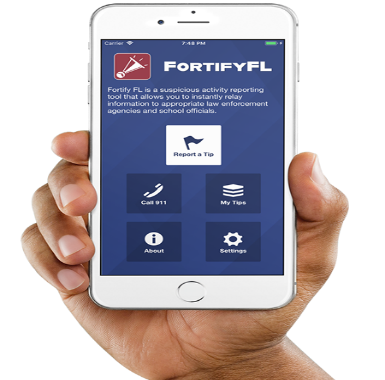 Carrier 7:48 PM
FORTIFYFL
Fortify FL is a suspicious activity reporting
tool that allows you to instantly relay
information to appropriate law enforcement
agencies and school officials.
Report a Tip
Call 911 My Tips
About Settings